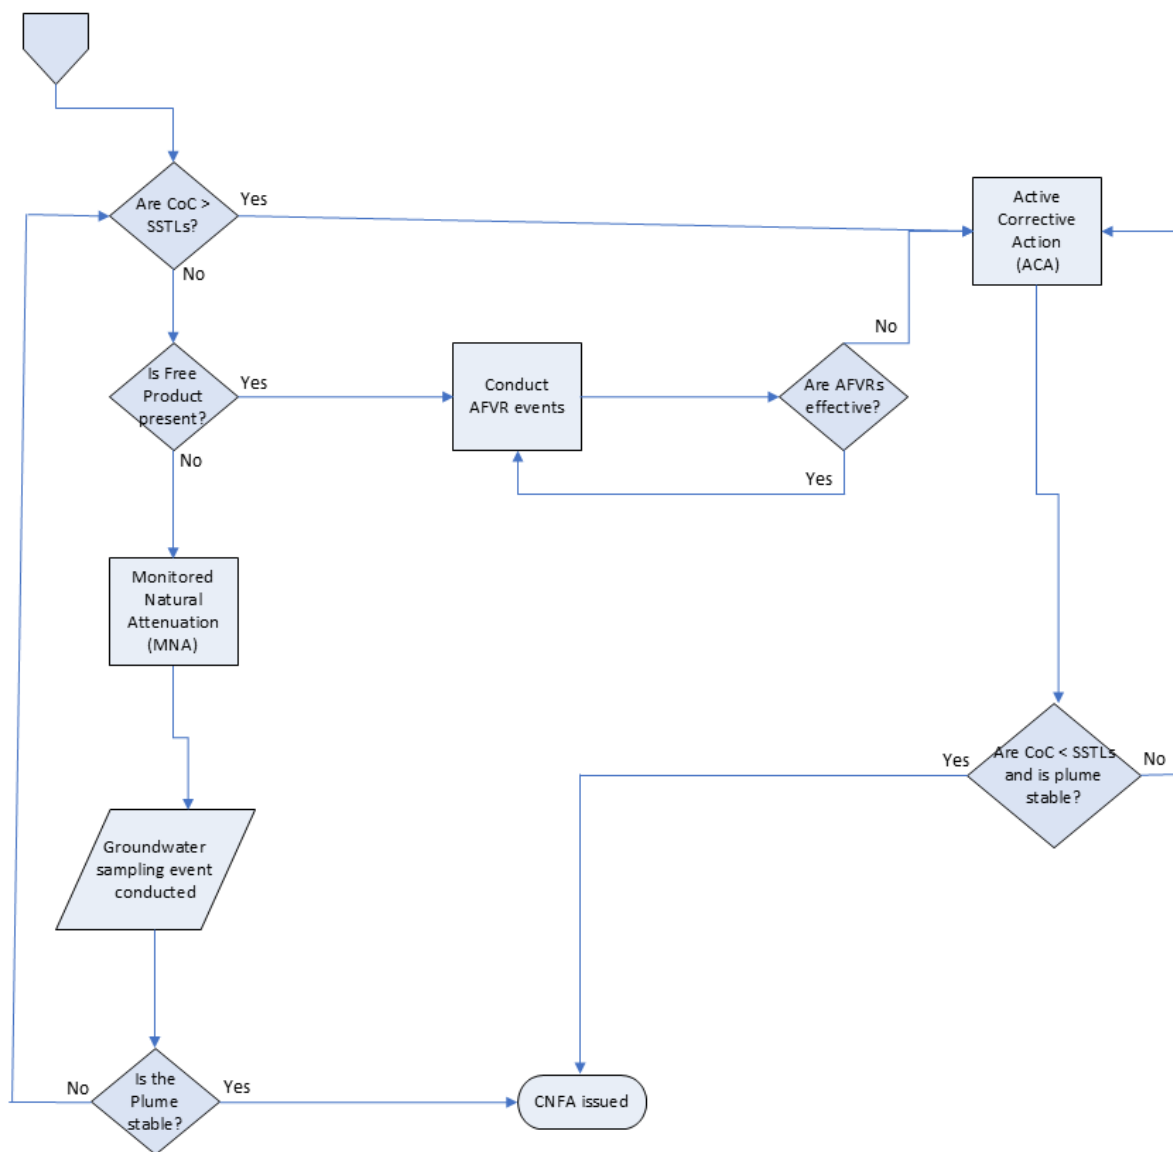 Are CoC >
SSTLs?
Yes
No
Active
Corrective
Action
(ACA)
Is Free
Product
present?
Yes
No
Conduct
AFVR events
Are AFVRs
effective?
No
Yes
Monitored
Natural
Attenuation
(MNA)
Are CoC < SSTLs
and is plume
stable?
Yes
No
Groundwater
sampling event
conducted
Is the
Plume
stable?
No
Yes
CNFA issued